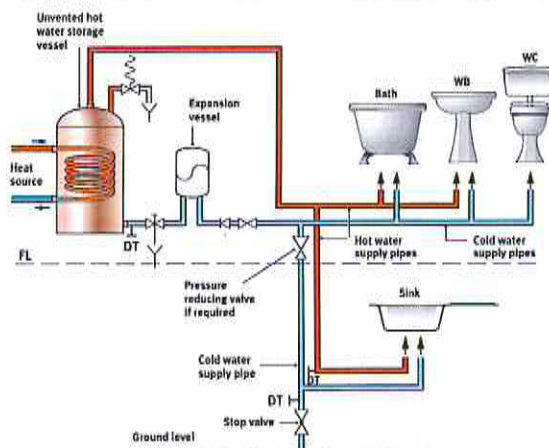 Unvented hot
water storage
vessel
Expansion
vessel
Bath
WB
WC
Heat
source
DT
FL
Hot water
supply pipes
Cold water
supply pipes
Pressure
reducing valve
if required
Sink
Cold water
supply pipe
DT
DT
Stop valve
Ground level